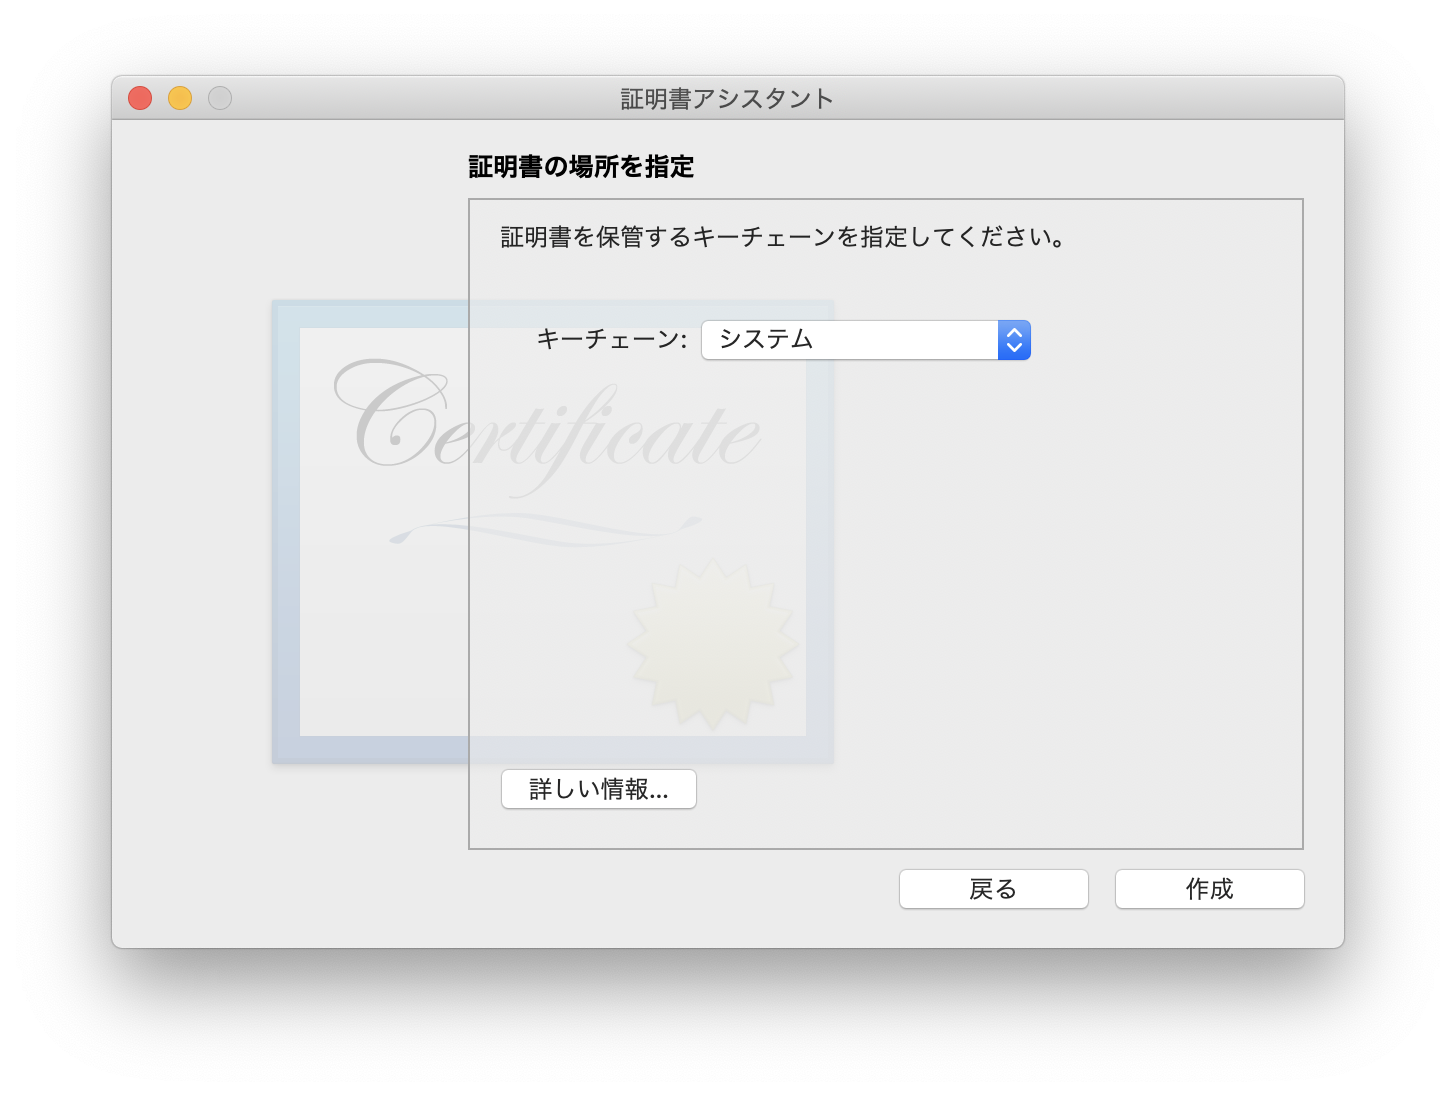 証明書アシスタント
証明書の場所を指定
証明書を保管するキーチェーンを指定してください。
キーチェーン: システム
Certificate
詳しい情報...
戻る 作成